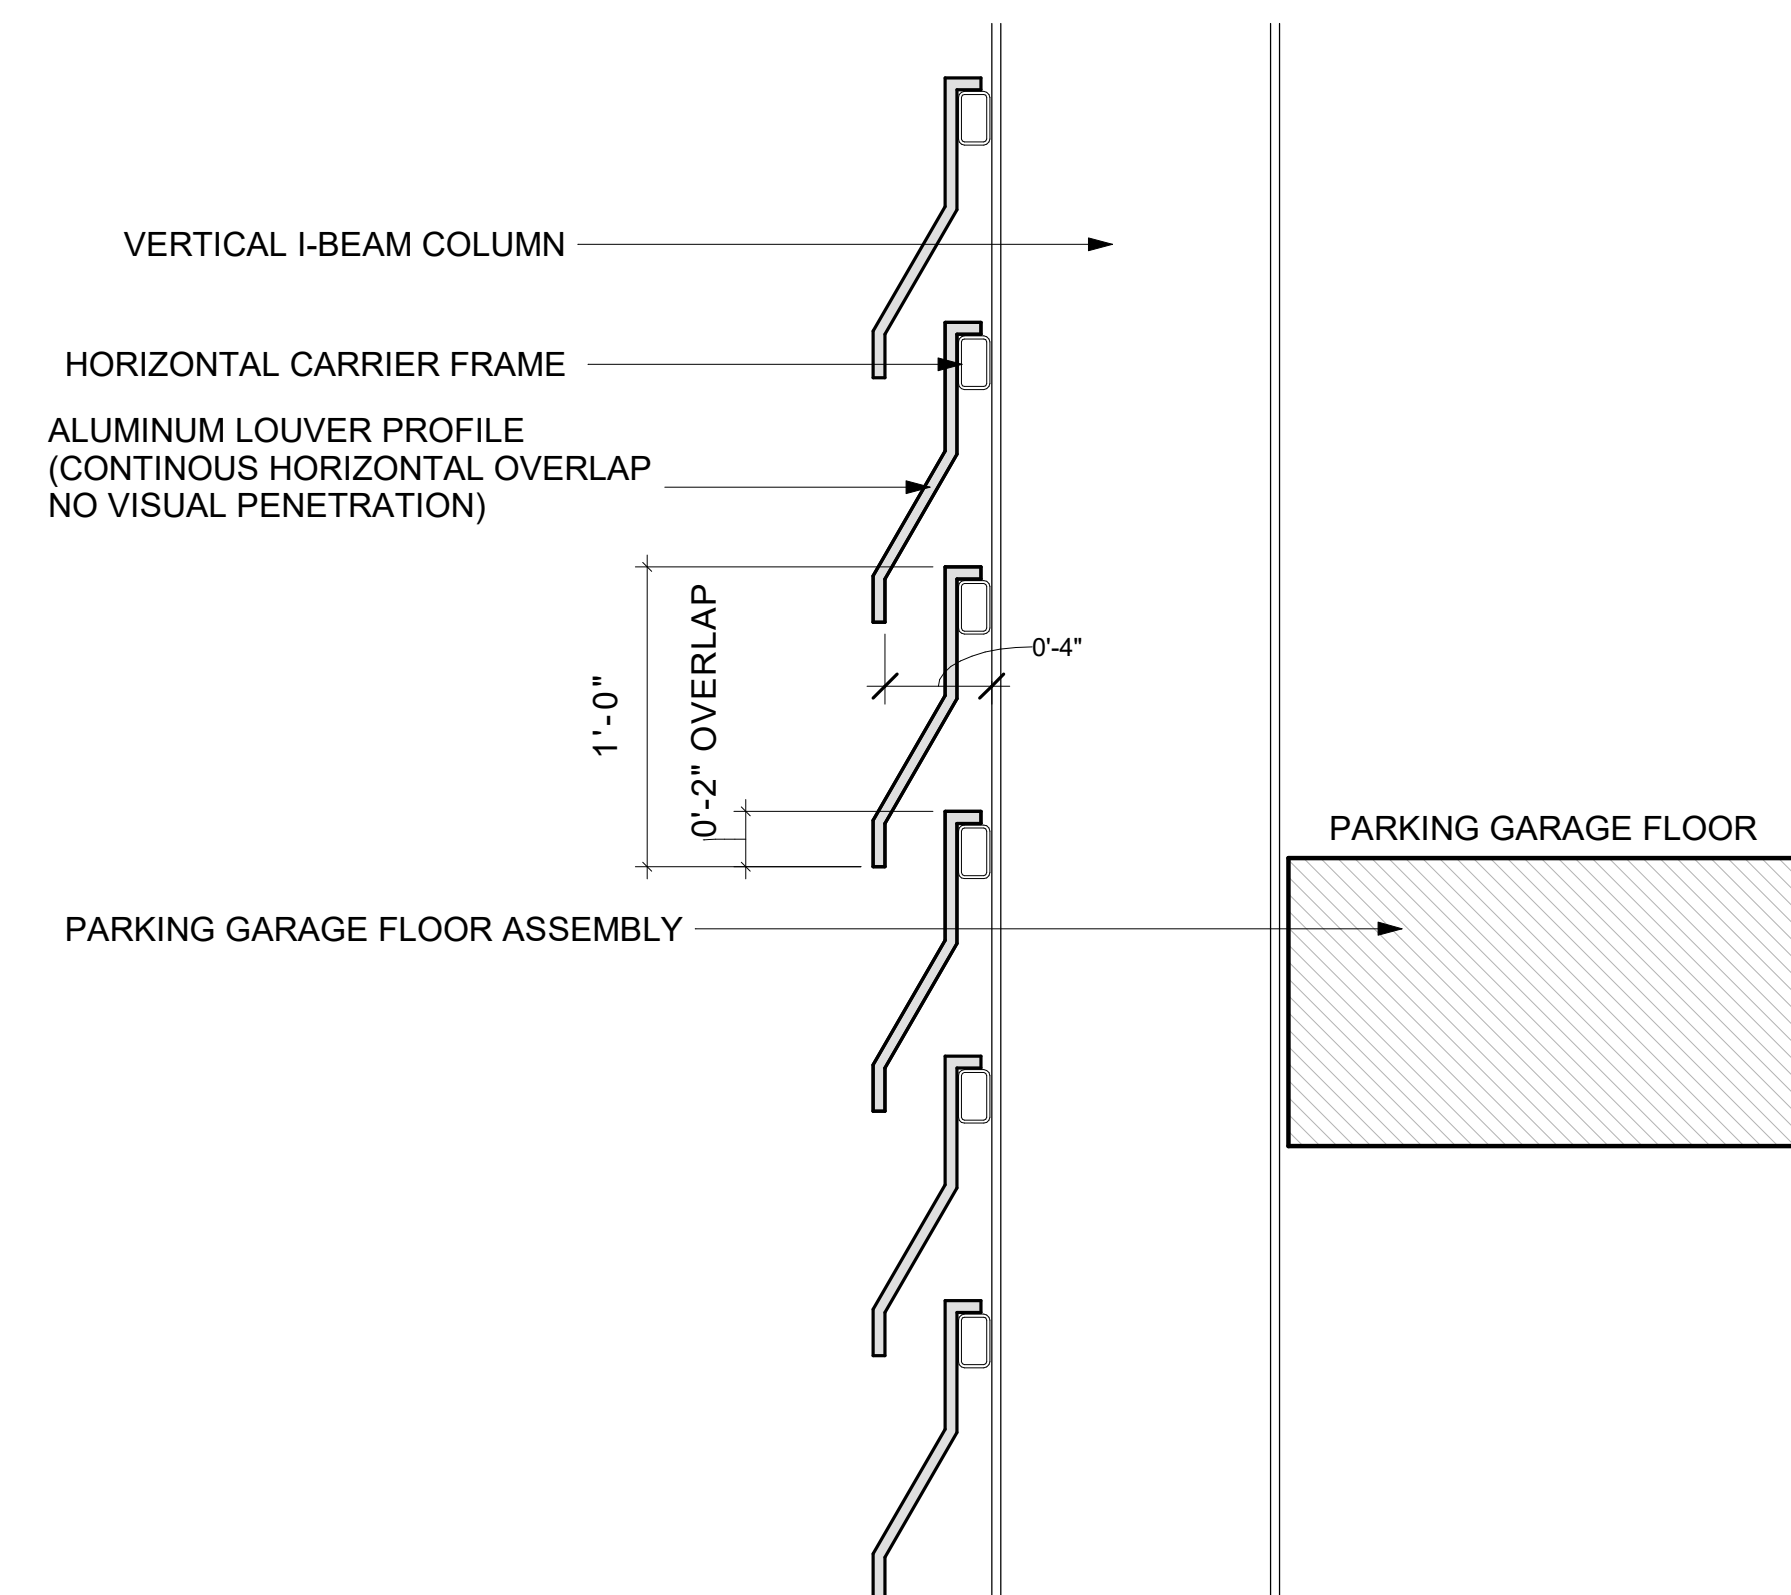 VERTICAL I-BEAM COLUMN
HORIZONTAL CARRIER FRAME
ALUMINUM LOUVER PROFILE
(CONTINOUS HORIZONTAL OVERLAP
NO VISUAL PENETRATION)
1'-0"
0'-2" OVERLAP
0'-4"
PARKING GARAGE FLOOR
PARKING GARAGE FLOOR ASSEMBLY